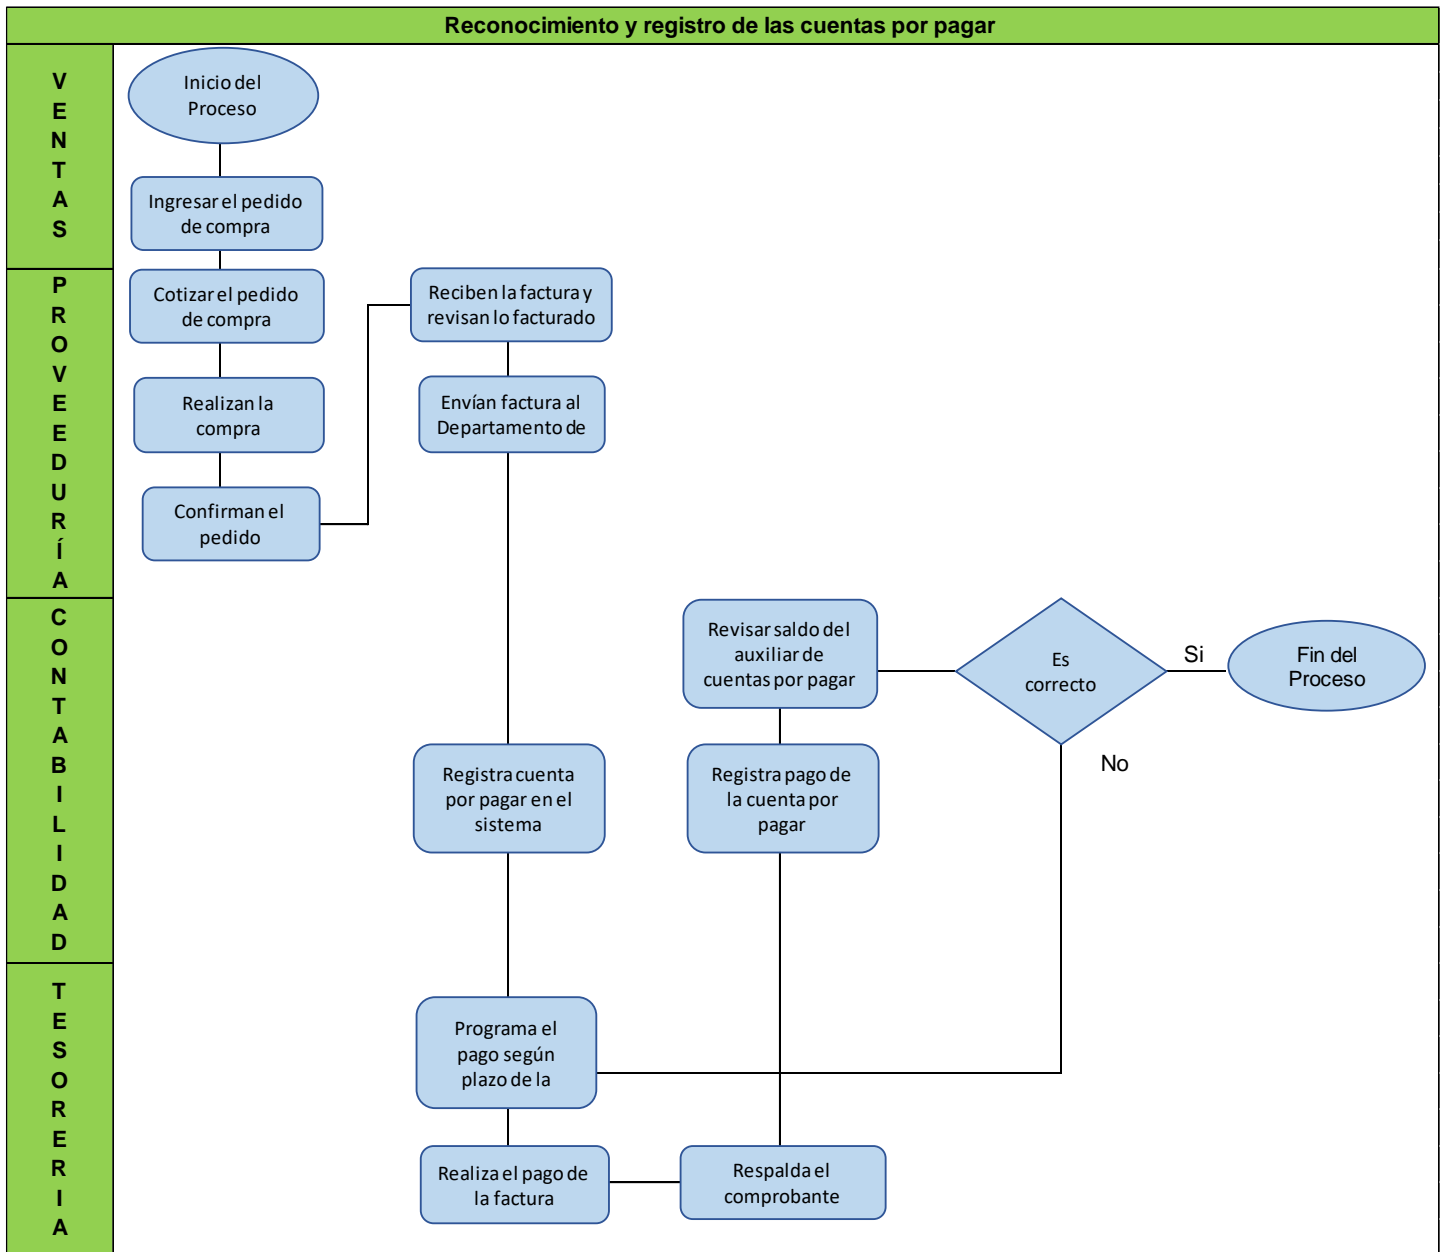 Reconocimiento y registro de las cuentas por pagar
VENTAS
Inicio del
Proceso
Ingresar el pedido
de compra
PROVEEDURÍA
Cotizar el pedido
de compra
Realizan la
compra
Confirman el
pedido
Reciben la factura y
revisan lo facturado
Envían factura al
Departamento de
CONTABILIDAD
Registra cuenta
por pagar en el
sistema
Revisar saldo del
auxiliar de
cuentas por pagar
Registra pago de
la cuenta por
pagar
Es
correcto
Si
No
Fin del
Proceso
TESORERIA
Programa el
pago según
plazo de la
Realiza el pago de
la factura
Respalda el
comprobante